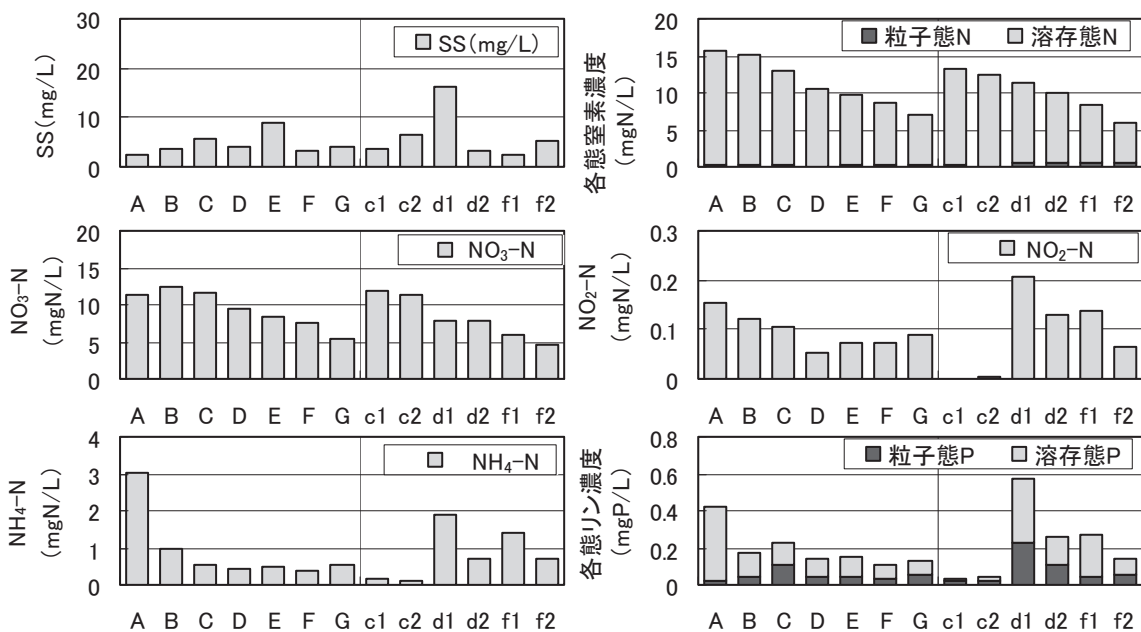 SS(mg/L)
30
20
10
0
SS(mg/L)
A B C D E F G c1 c2 d1 d2 f1 f2
各態窒素濃度
(mgN/L)
20
15
10
5
0
粒子態N 溶存態N
A B C D E F G c1 c2 d1 d2 f1 f2
NO₃-N
(mgN/L)
20
15
10
5
0
NO₃-N
A B C D E F G c1 c2 d1 d2 f1 f2
NO₂-N
(mgN/L)
0.3
0.2
0.1
0
NO₂-N
A B C D E F G c1 c2 d1 d2 f1 f2
NH₄-N
(mgN/L)
4
3
2
1
0
NH₄-N
A B C D E F G c1 c2 d1 d2 f1 f2
各態リン濃度
(mgP/L)
0.8
0.6
0.4
0.2
0
粒子態P 溶存態P
A B C D E F G c1 c2 d1 d2 f1 f2